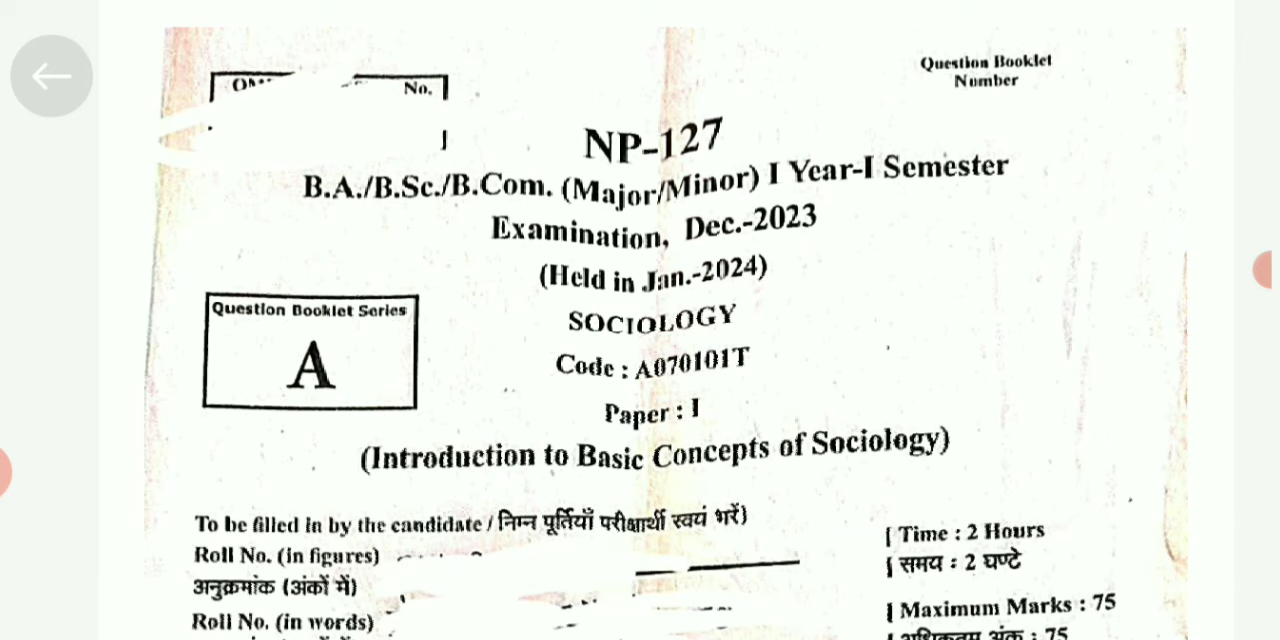 No.
Question Booklet
Number
NP-127
B.A./B.Sc./B.Com. (Major/Minor) I Year-I Semester
Examination, Dec.-2023
(Held in Jan.-2024)
Question Booklet Series
A
SOCIOLOGY
Code : A070101T
Paper : I
(Introduction to Basic Concepts of Sociology)
To be filled in by the candidate / निम्न पूर्तियाँ परीक्षार्थी स्वयं भरें)
[ Time : 2 Hours
Roll No. (in figures)
[ समय : 2 घण्टे
अनुक्रमांक (अंकों में)
[ Maximum Marks : 75
Roll No. (in words)
[ अधिकतम अंक : 75